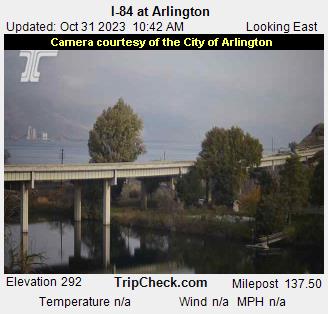 I-84 at Arlington
Updated: Oct 31 2023 10:42 AM Looking East
Camera courtesy of the City of Arlington
Elevation 292 TripCheck.com Milepost 137.50
Temperature n/a Wind n/a MPH n/a